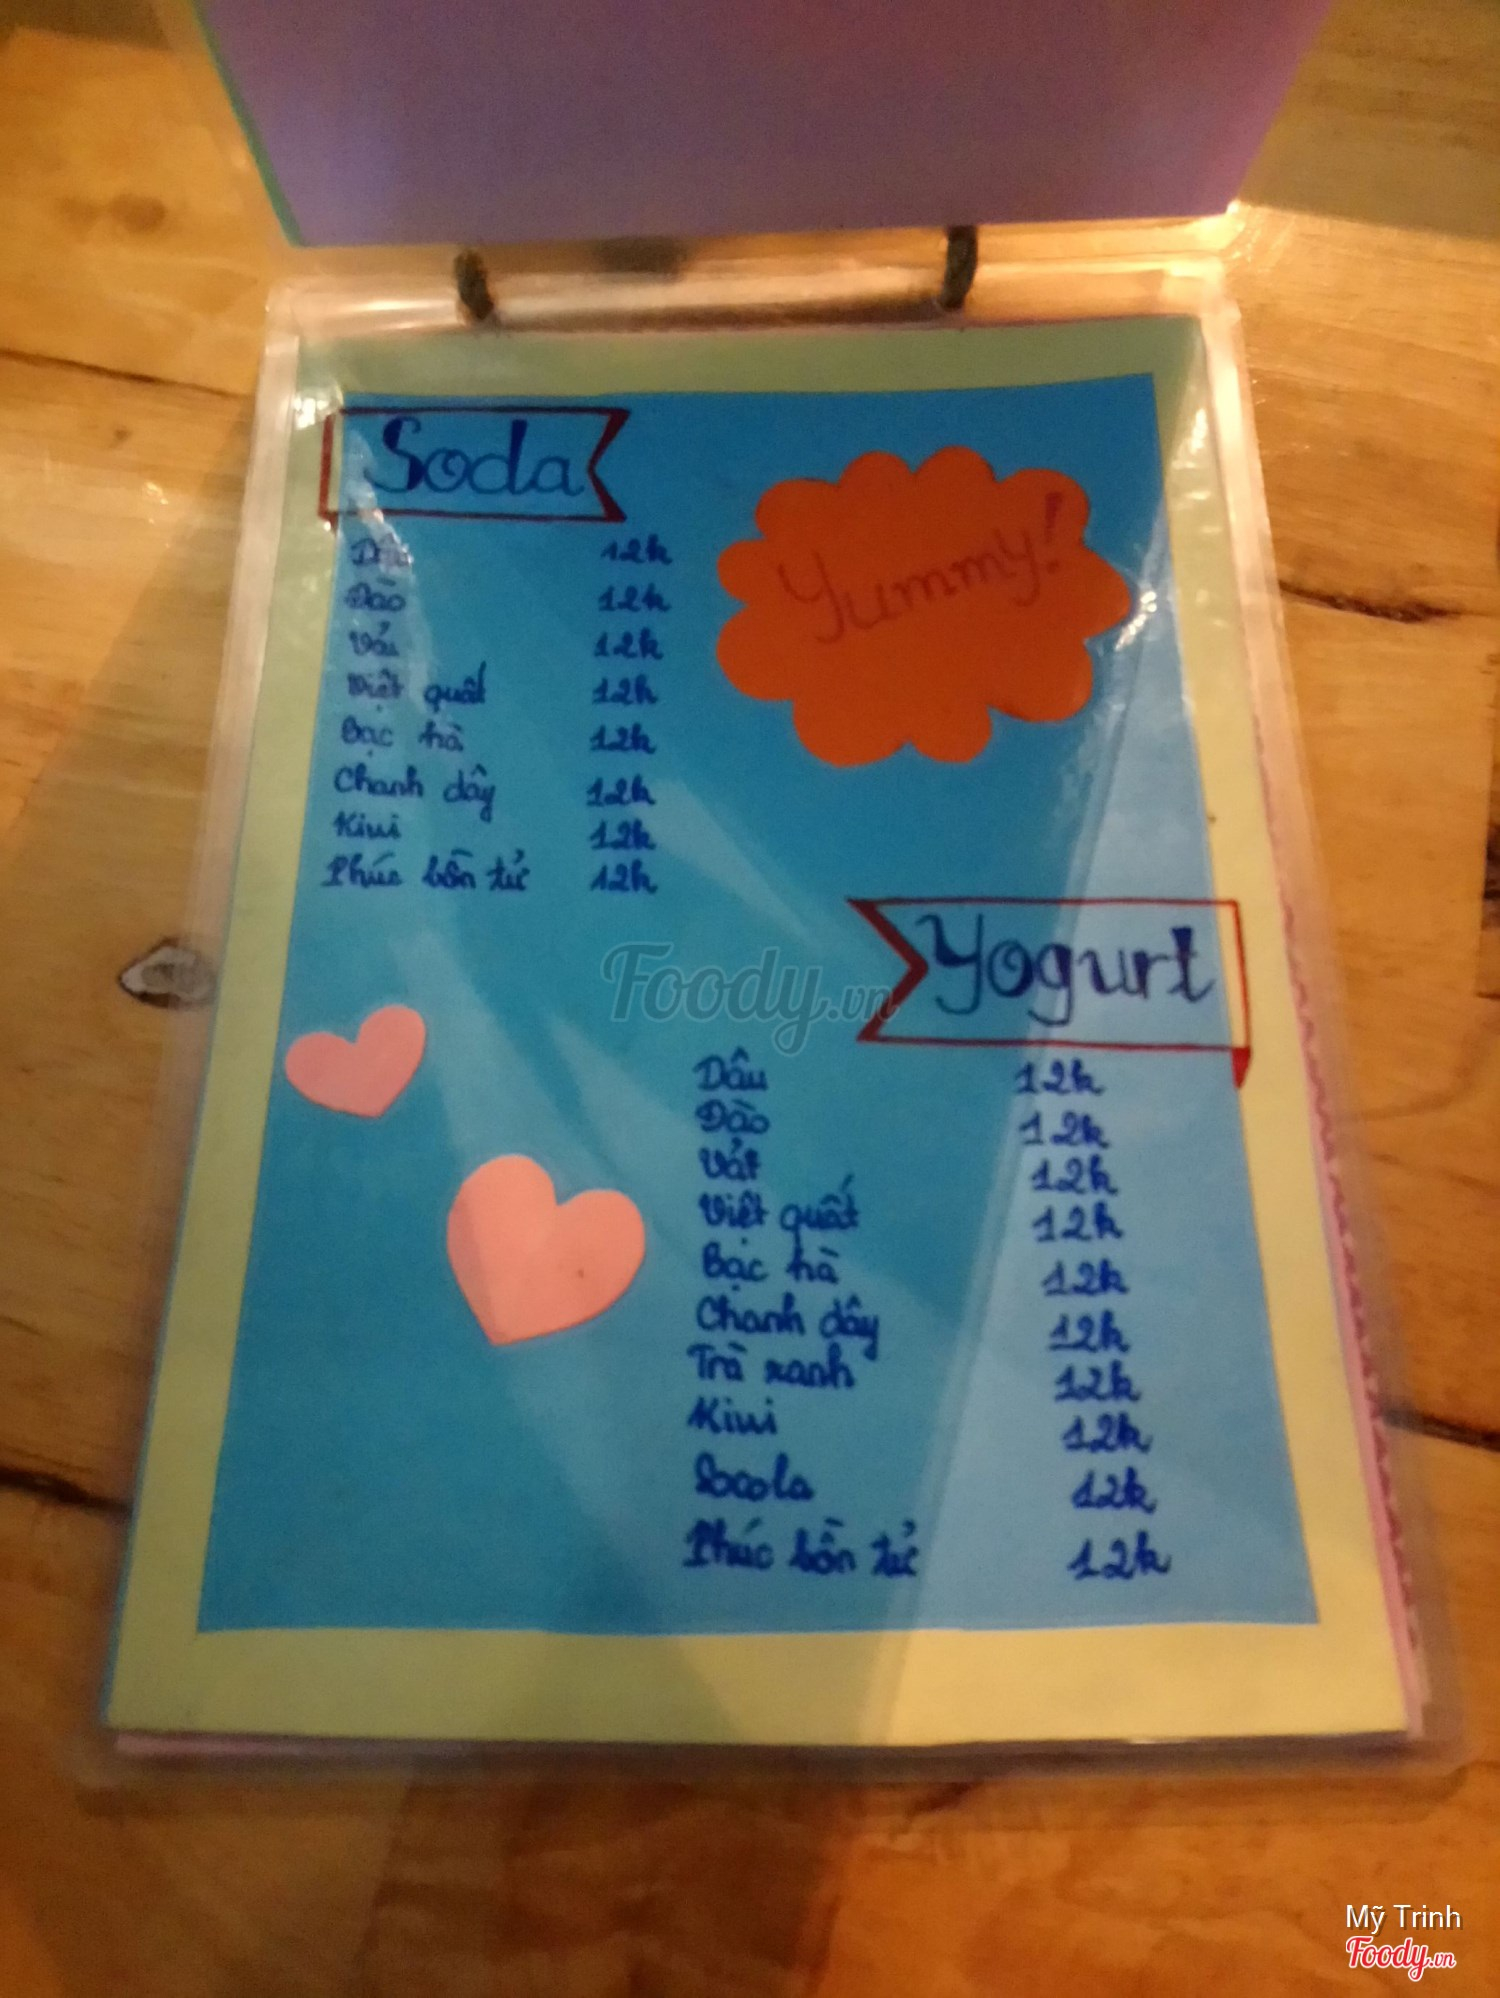 Soda
Dâu 12k
Đào 12k
Vải 12k
Việt quất 12k
Bạc hà 12k
Chanh dây 12k
Kiwi 12k
Phúc bồn tử 12k
Yummy!
Foody.vn
Yogurt
Dâu 12k
Đào 12k
Vải 12k
Việt quất 12k
Bạc hà 12k
Chanh dây 12k
Trà xanh 12k
Kiwi 12k
Socola 12k
Phúc bồn tử 12k
Mỹ Trinh
Foody.vn